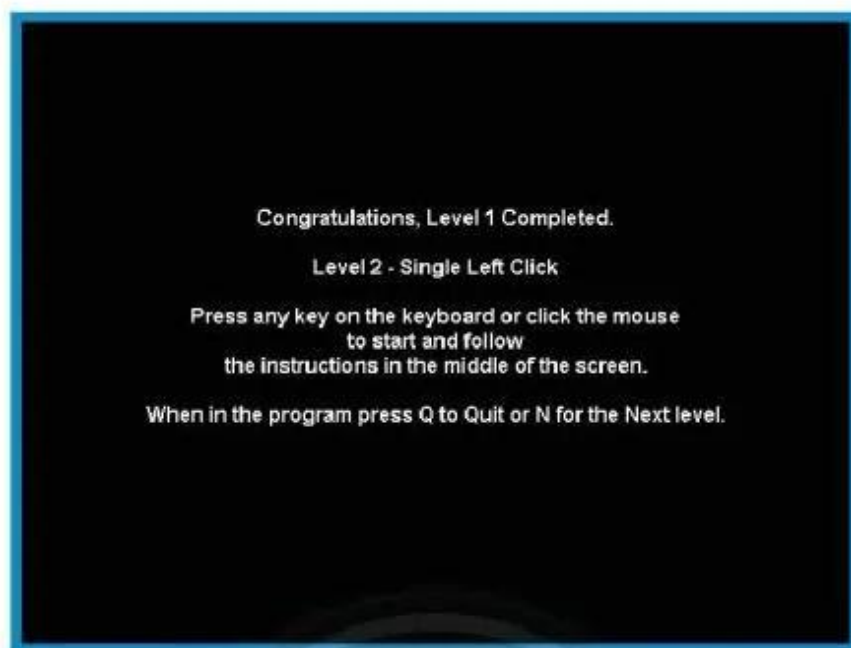 Congratulations, Level 1 Completed.
Level 2 - Single Left Click
Press any key on the keyboard or click the mouse
to start and follow
the instructions in the middle of the screen.
When in the program press Q to Quit or N for the Next level.